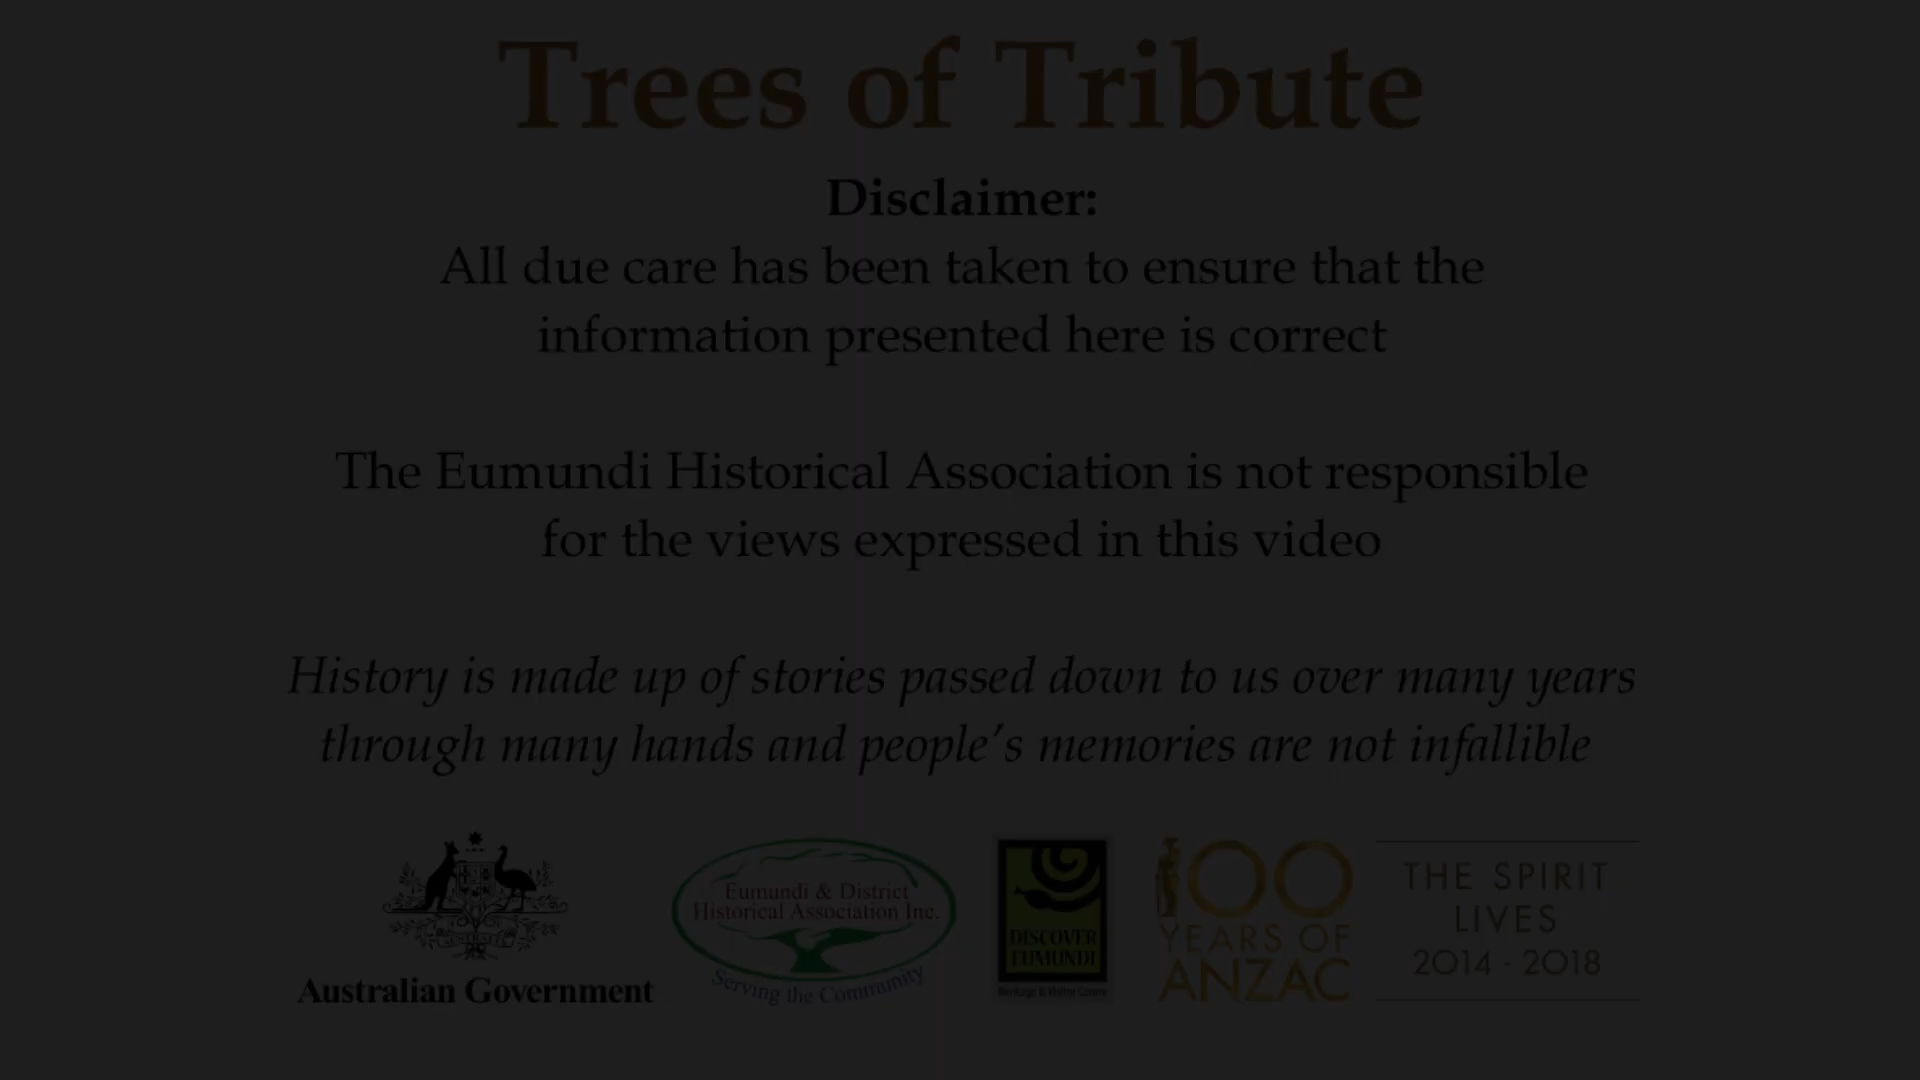 Trees of Tribute
Disclaimer:
All due care has been taken to ensure that the
information presented here is correct
The Eumundi Historical Association is not responsible
for the views expressed in this video
History is made up of stories passed down to us over many years
through many hands and people’s memories are not infallible
AUSTRALIA
Australian Government
Eumundi & District
Historical Association Inc.
Serving the Community
DISCOVER
EUMUNDI
Heritage & Visitor Centre
100
YEARS OF
ANZAC
THE SPIRIT
LIVES
2014 - 2018